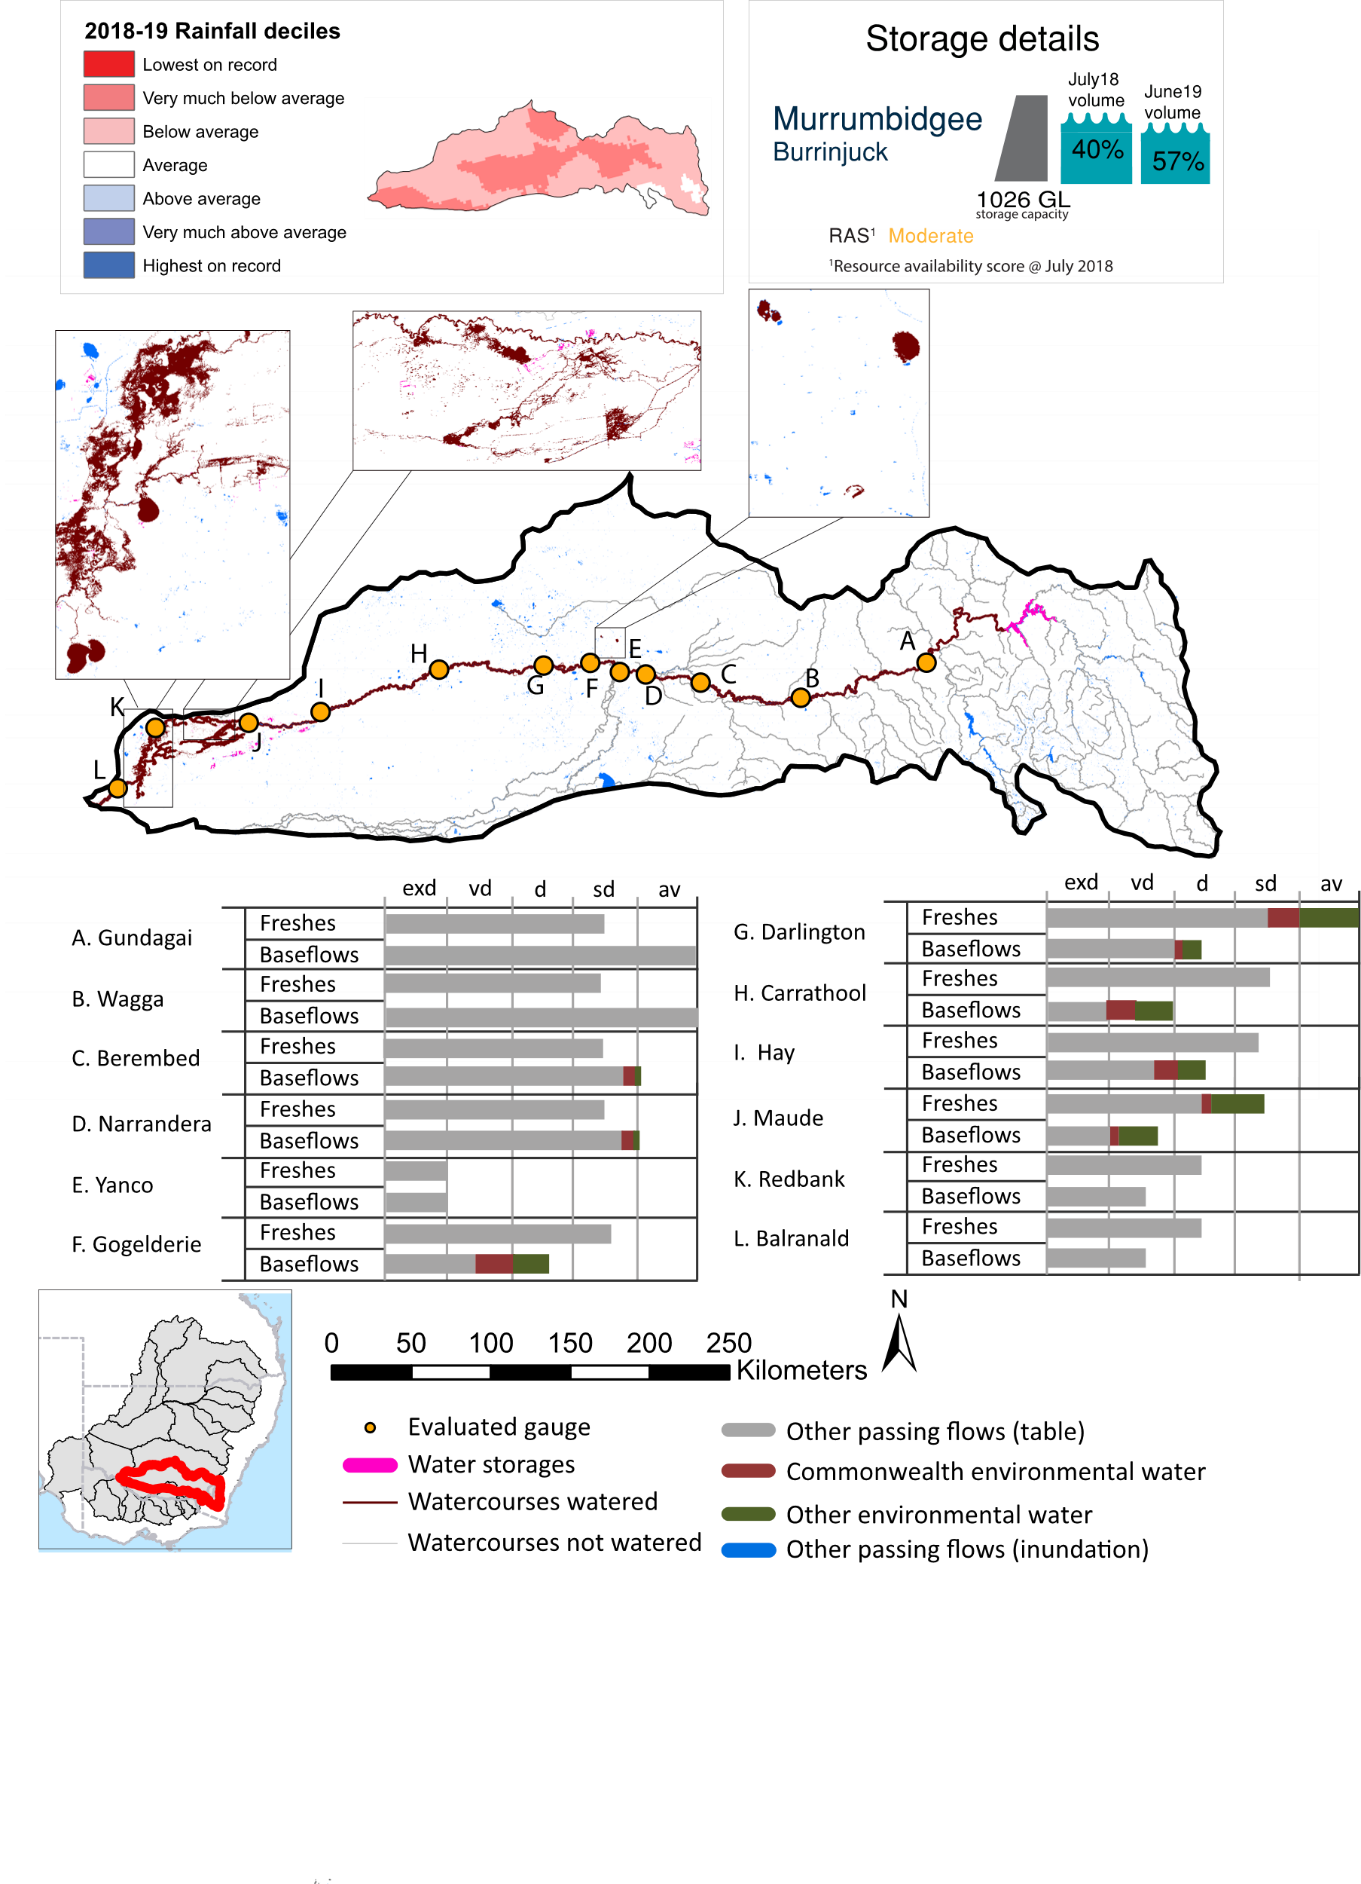 2018-19 Rainfall deciles
Lowest on record
Very much below average
Below average
Average
Above average
Very much above average
Highest on record
Storage details
Murrumbidgee
Burrinjuck
1026 GL
storage capacity
July18
volume
40%
June19
volume
57%
RAS¹ Moderate
¹Resource availability score @ July 2018
A
B
C
D
E
F
G
H
I
J
K
L
exd vd d sd av
A. Gundagai
Freshes
Baseflows
B. Wagga
Freshes
Baseflows
C. Berembed
Freshes
Baseflows
D. Narrandera
Freshes
Baseflows
E. Yanco
Freshes
Baseflows
F. Gogelderie
Freshes
Baseflows
exd vd d sd av
G. Darlington
Freshes
Baseflows
H. Carrathool
Freshes
Baseflows
I. Hay
Freshes
Baseflows
J. Maude
Freshes
Baseflows
K. Redbank
Freshes
Baseflows
L. Balranald
Freshes
Baseflows
0 50 100 150 200 250
Kilometers
N
Evaluated gauge
Water storages
Watercourses watered
Watercourses not watered
Other passing flows (table)
Commonwealth environmental water
Other environmental water
Other passing flows (inundation)